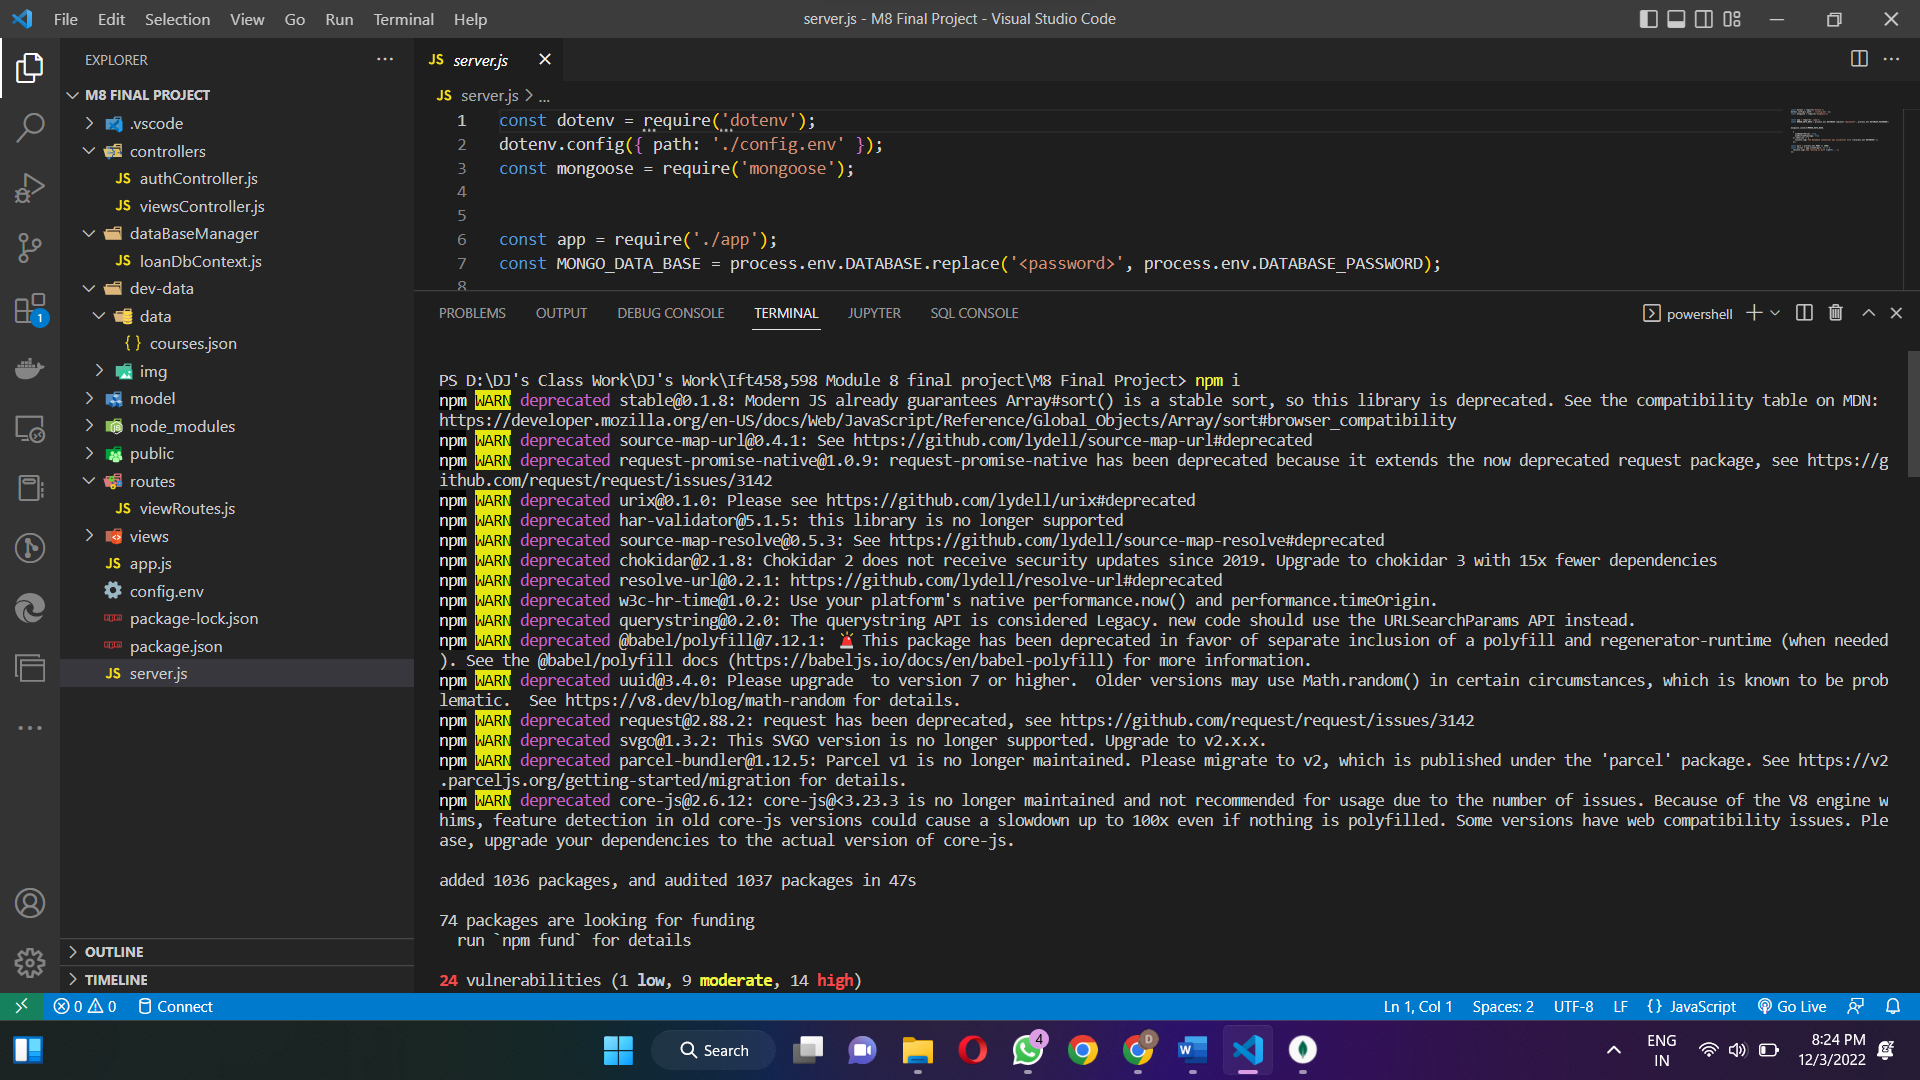 File Edit Selection View Go Run Terminal Help
server.js - M8 Final Project - Visual Studio Code
EXPLORER
M8 FINAL PROJECT
.vscode
controllers
JS authController.js
JS viewsController.js
dataBaseManager
JS loanDbContext.js
dev-data
data
{ } courses.json
img
model
node_modules
public
routes
JS viewRoutes.js
views
JS app.js
config.env
package-lock.json
package.json
JS server.js
OUTLINE
TIMELINE
1
JS server.js
JS server.js > ...
1 const dotenv = require('dotenv');
2 dotenv.config({ path: './config.env' });
3 const mongoose = require('mongoose');
4
5
6 const app = require('./app');
7 const MONGO_DATA_BASE = process.env.DATABASE.replace('<password>', process.env.DATABASE_PASSWORD);
8
PROBLEMS OUTPUT DEBUG CONSOLE TERMINAL JUPYTER SQL CONSOLE
powershell
PS D:\DJ's Class Work\DJ's Work\Ift458,598 Module 8 final project\M8 Final Project> npm i
npm WARN deprecated stable@0.1.8: Modern JS already guarantees Array#sort() is a stable sort, so this library is deprecated. See the compatibility table on MDN:
https://developer.mozilla.org/en-US/docs/Web/JavaScript/Reference/Global_Objects/Array/sort#browser_compatibility
npm WARN deprecated source-map-url@0.4.1: See https://github.com/lydell/source-map-url#deprecated
npm WARN deprecated request-promise-native@1.0.9: request-promise-native has been deprecated because it extends the now deprecated request package, see https://g
ithub.com/request/request/issues/3142
npm WARN deprecated urix@0.1.0: Please see https://github.com/lydell/urix#deprecated
npm WARN deprecated har-validator@5.1.5: this library is no longer supported
npm WARN deprecated source-map-resolve@0.5.3: See https://github.com/lydell/source-map-resolve#deprecated
npm WARN deprecated chokidar@2.1.8: Chokidar 2 does not receive security updates since 2019. Upgrade to chokidar 3 with 15x fewer dependencies
npm WARN deprecated resolve-url@0.2.1: https://github.com/lydell/resolve-url#deprecated
npm WARN deprecated w3c-hr-time@1.0.2: Use your platform's native performance.now() and performance.timeOrigin.
npm WARN deprecated querystring@0.2.0: The querystring API is considered Legacy. new code should use the URLSearchParams API instead.
npm WARN deprecated @babel/polyfill@7.12.1: 🚨 This package has been deprecated in favor of separate inclusion of a polyfill and regenerator-runtime (when needed
). See the @babel/polyfill docs (https://babeljs.io/docs/en/babel-polyfill) for more information.
npm WARN deprecated uuid@3.4.0: Please upgrade  to version 7 or higher.  Older versions may use Math.random() in certain circumstances, which is known to be prob
lematic.  See https://v8.dev/blog/math-random for details.
npm WARN deprecated request@2.88.2: request has been deprecated, see https://github.com/request/request/issues/3142
npm WARN deprecated svgo@1.3.2: This SVGO version is no longer supported. Upgrade to v2.x.x.
npm WARN deprecated parcel-bundler@1.12.5: Parcel v1 is no longer maintained. Please migrate to v2, which is published under the 'parcel' package. See https://v2
.parceljs.org/getting-started/migration for details.
npm WARN deprecated core-js@2.6.12: core-js@<3.23.3 is no longer maintained and not recommended for usage due to the number of issues. Because of the V8 engine w
hims, feature detection in old core-js versions could cause a slowdown up to 100x even if nothing is polyfilled. Some versions have web compatibility issues. Ple
ase, upgrade your dependencies to the actual version of core-js.
added 1036 packages, and audited 1037 packages in 47s
74 packages are looking for funding
run `npm fund` for details
24 vulnerabilities (1 low, 9 moderate, 14 high)
0 0 Connect
Ln 1, Col 1 Spaces: 2 UTF-8 LF { } JavaScript Go Live
Search
4
D
W
ENG
IN
8:24 PM
12/3/2022